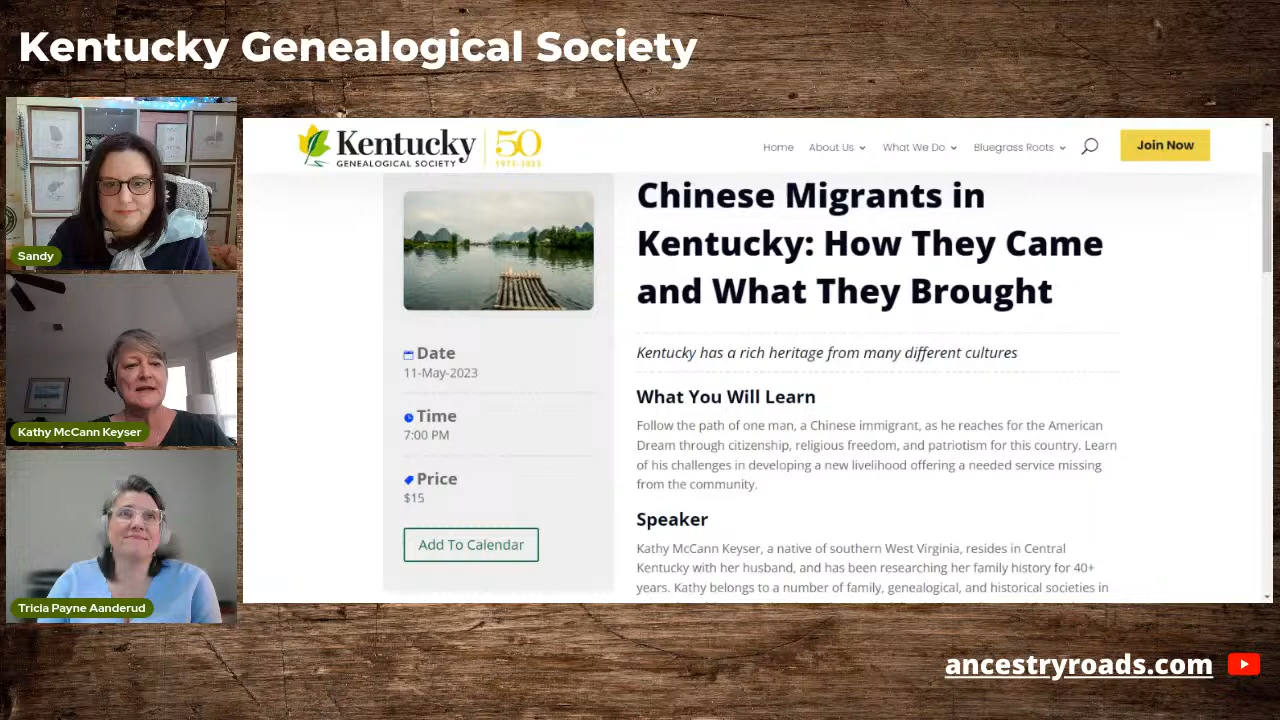 Kentucky Genealogical Society
Sandy
Kathy McCann Keyser
Tricia Payne Aanderud
Kentucky
GENEALOGICAL SOCIETY
50
1973-2023
Home
About Us
What We Do
Bluegrass Roots
Join Now
Date
11-May-2023
Time
7:00 PM
Price
$15
Add To Calendar
Chinese Migrants in
Kentucky: How They Came
and What They Brought
Kentucky has a rich heritage from many different cultures
What You Will Learn
Follow the path of one man, a Chinese immigrant, as he reaches for the American
Dream through citizenship, religious freedom, and patriotism for this country. Learn
of his challenges in developing a new livelihood offering a needed service missing
from the community.
Speaker
Kathy McCann Keyser, a native of southern West Virginia, resides in Central
Kentucky with her husband, and has been researching her family history for 40+
years. Kathy belongs to a number of family, genealogical, and historical societies in
ancestryroads.com